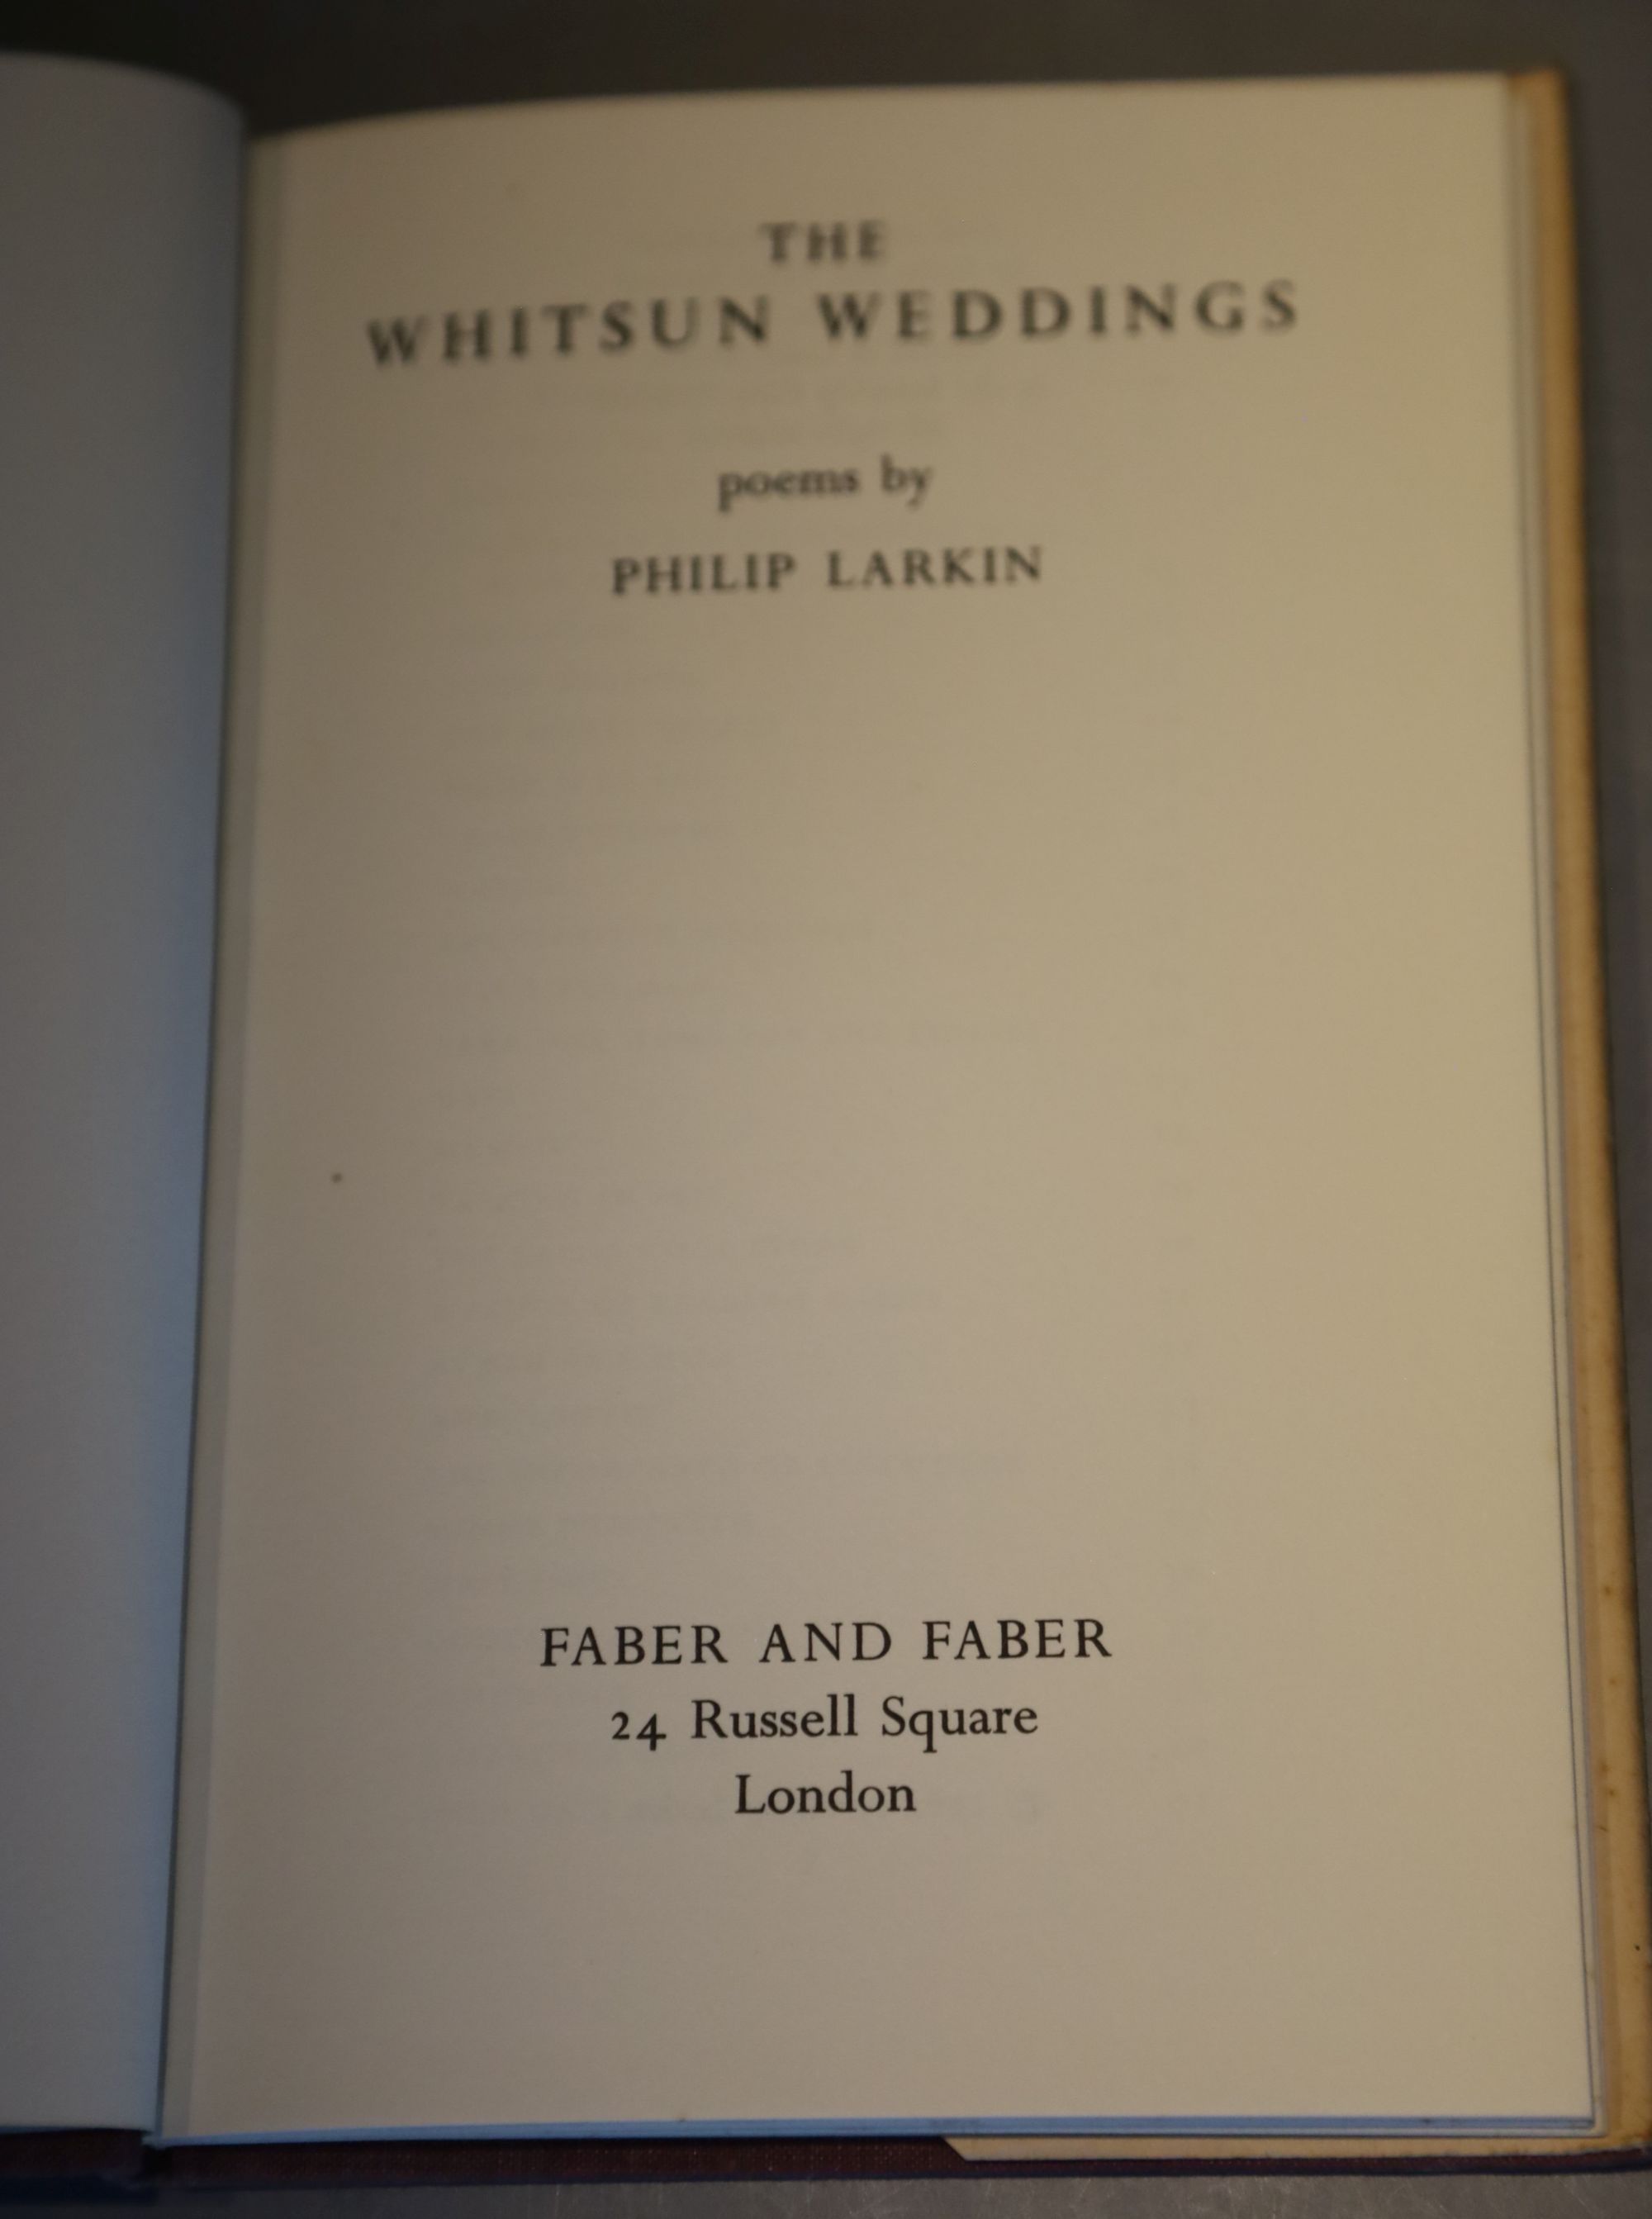 THE
WHITSUN WEDDINGS
poems by
PHILIP LARKIN
FABER AND FABER
24 Russell Square
London